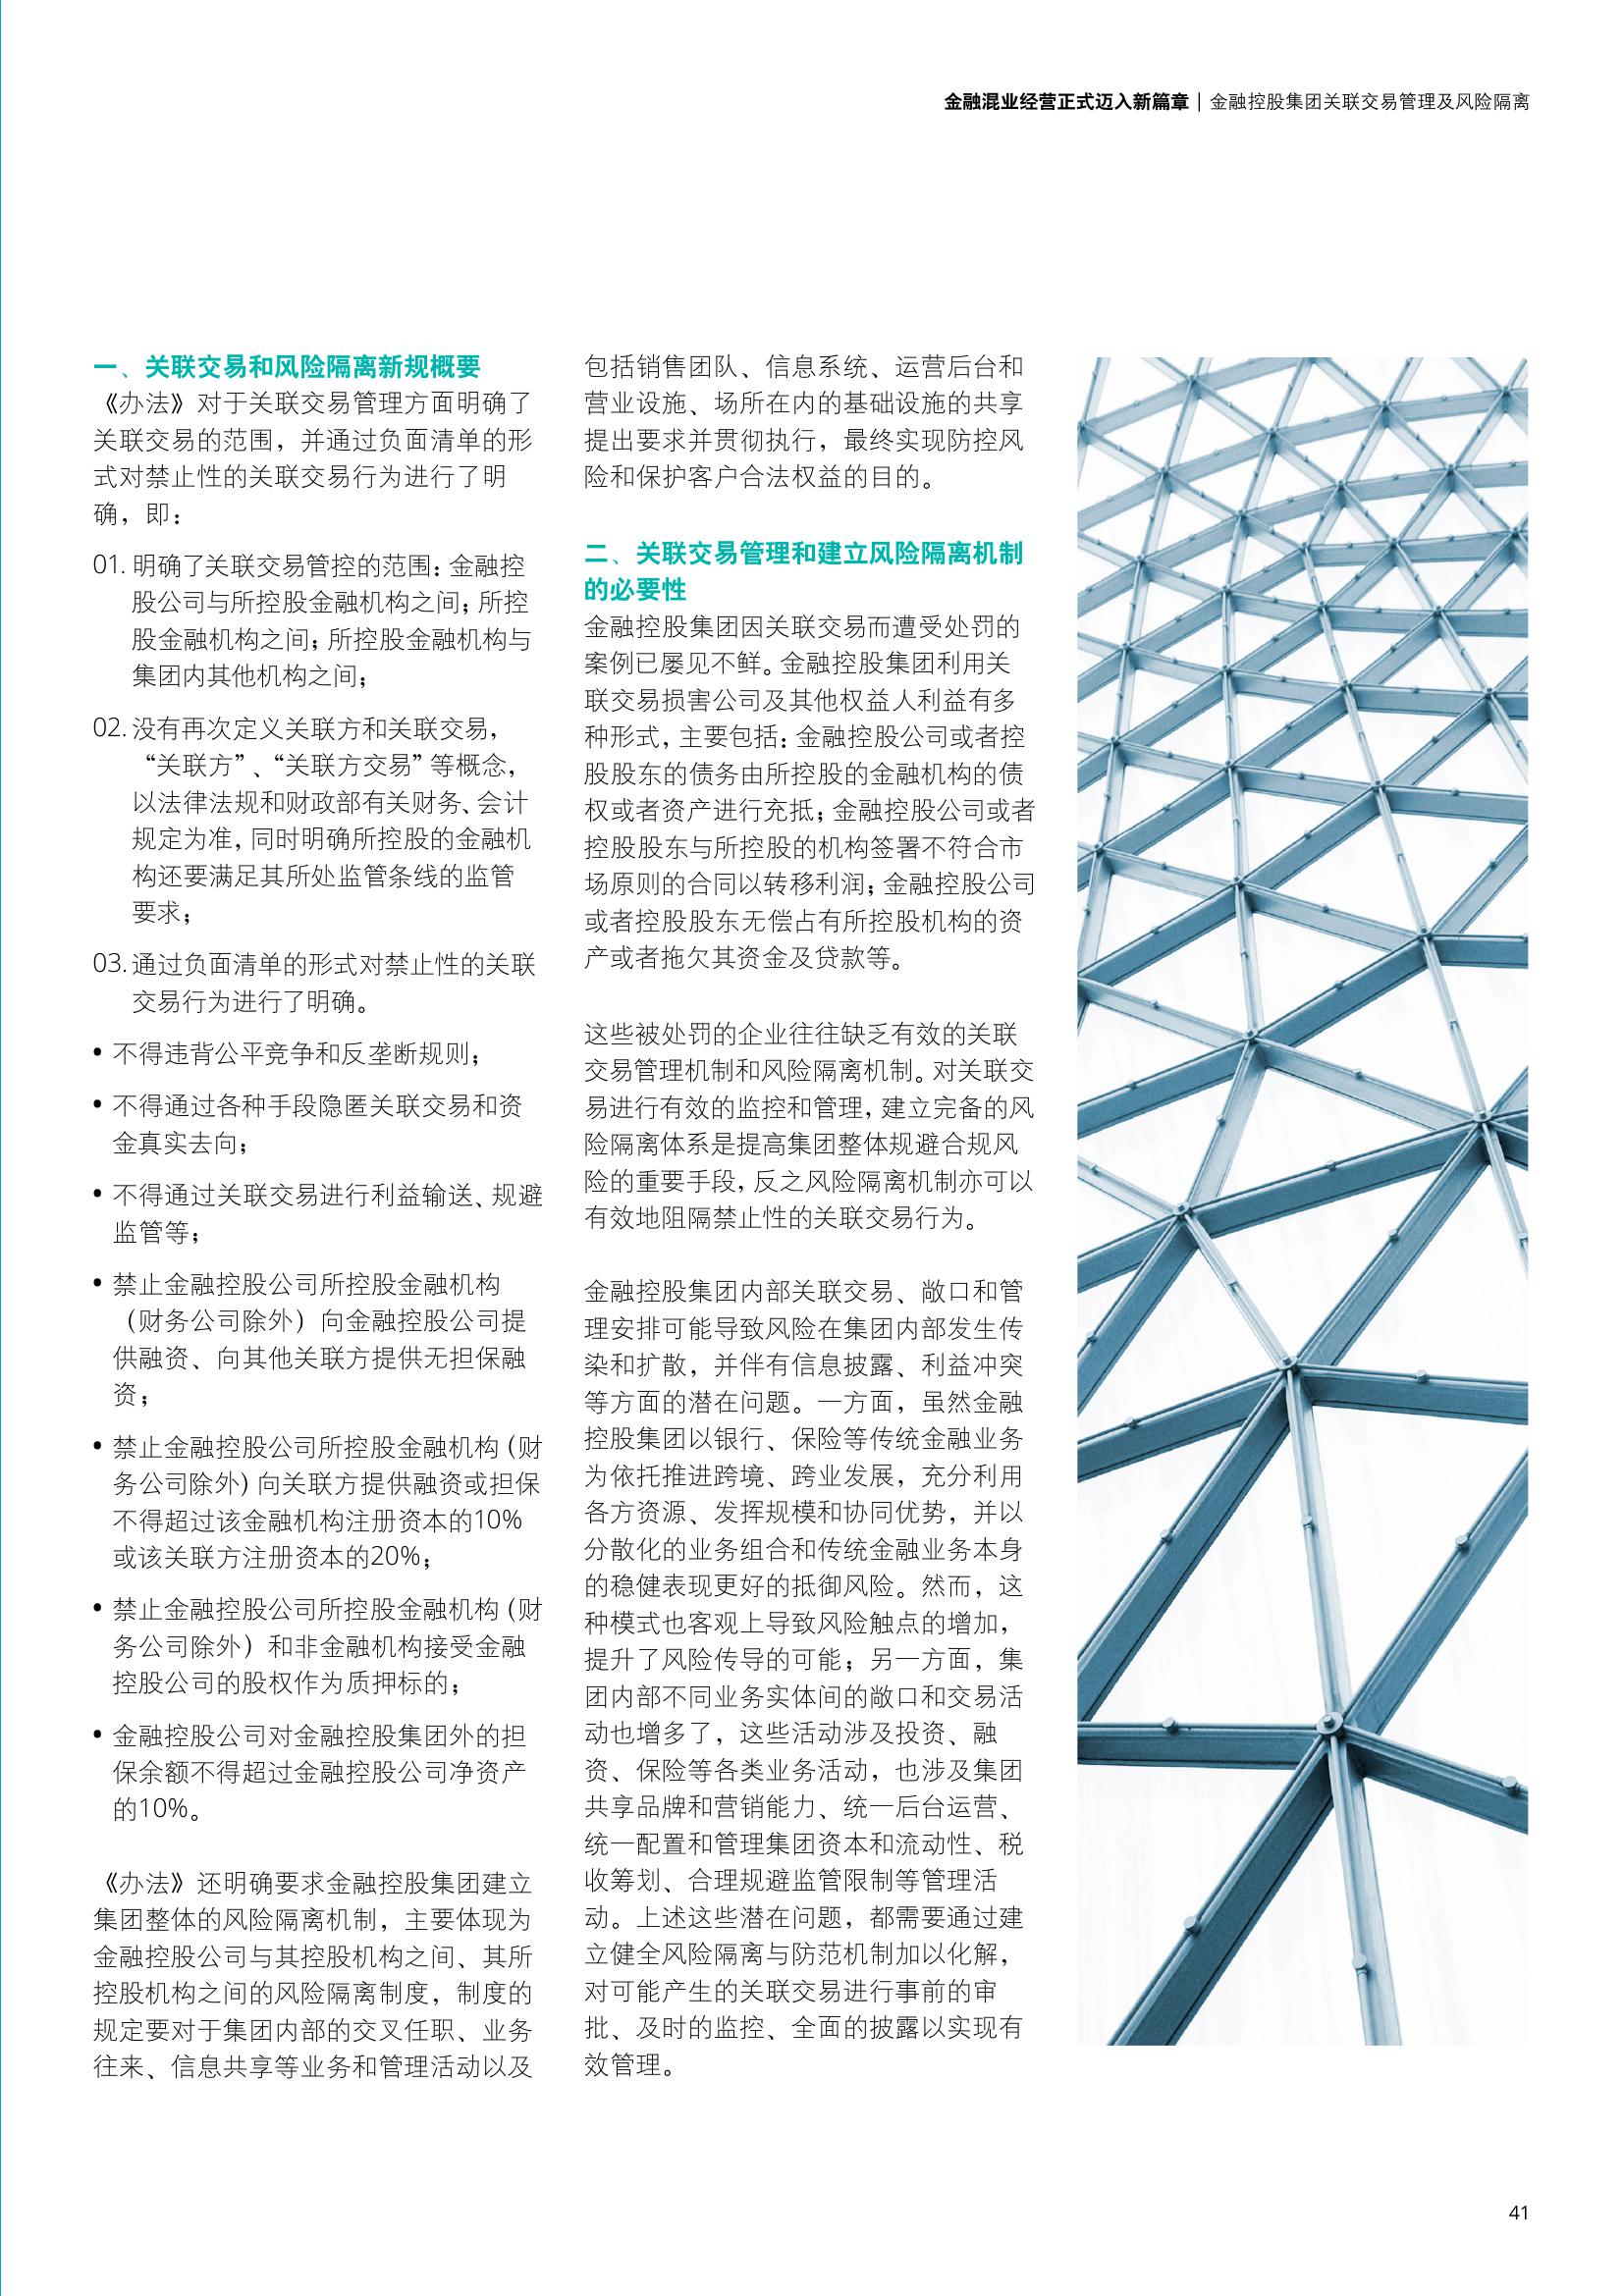 金融混业经营正式迈入新篇章 | 金融控股集团关联交易管理及风险隔离
一、关联交易和风险隔离新规概要
《办法》对于关联交易管理方面明确了
关联交易的范围，并通过负面清单的形
式对禁止性的关联交易行为进行了明
确，即：
01. 明确了关联交易管控的范围：金融控
股公司与所控股金融机构之间；所控
股金融机构之间；所控股金融机构与
集团内其他机构之间；
02. 没有再次定义关联方和关联交易，
“关联方”、“关联方交易”等概念，
以法律法规和财政部有关财务、会计
规定为准，同时明确所控股的金融机
构还要满足其所处监管条线的监管
要求；
03. 通过负面清单的形式对禁止性的关联
交易行为进行了明确。
• 不得违背公平竞争和反垄断规则；
• 不得通过各种手段隐匿关联交易和资
金真实去向；
• 不得通过关联交易进行利益输送、规避
监管等；
• 禁止金融控股公司所控股金融机构
（财务公司除外）向金融控股公司提
供融资、向其他关联方提供无担保融
资；
• 禁止金融控股公司所控股金融机构（财
务公司除外）向关联方提供融资或担保
不得超过该金融机构注册资本的10%
或该关联方注册资本的20%；
• 禁止金融控股公司所控股金融机构（财
务公司除外）和非金融机构接受金融
控股公司的股权作为质押标的；
• 金融控股公司对金融控股集团外的担
保余额不得超过金融控股公司净资产
的10%。
《办法》还明确要求金融控股集团建立
集团整体的风险隔离机制，主要体现为
金融控股公司与其控股机构之间、其所
控股机构之间的风险隔离制度，制度的
规定要对于集团内部的交叉任职、业务
往来、信息共享等业务和管理活动以及
包括销售团队、信息系统、运营后台和
营业设施、场所在内的基础设施的共享
提出要求并贯彻执行，最终实现防控风
险和保护客户合法权益的目的。
二、关联交易管理和建立风险隔离机制
的必要性
金融控股集团因关联交易而遭受处罚的
案例已屡见不鲜。金融控股集团利用关
联交易损害公司及其他权益人利益有多
种形式，主要包括：金融控股公司或者控
股股东的债务由所控股的金融机构的债
权或者资产进行充抵；金融控股公司或者
控股股东与所控股的机构签署不符合市
场原则的合同以转移利润；金融控股公司
或者控股股东无偿占有所控股机构的资
产或者拖欠其资金及贷款等。
这些被处罚的企业往往缺乏有效的关联
交易管理机制和风险隔离机制。对关联交
易进行有效的监控和管理，建立完备的风
险隔离体系是提高集团整体规避合规风
险的重要手段，反之风险隔离机制亦可以
有效地阻隔禁止性的关联交易行为。
金融控股集团内部关联交易、敞口和管
理安排可能导致风险在集团内部发生传
染和扩散，并伴有信息披露、利益冲突
等方面的潜在问题。一方面，虽然金融
控股集团以银行、保险等传统金融业务
为依托推进跨境、跨业发展，充分利用
各方资源、发挥规模和协同优势，并以
分散化的业务组合和传统金融业务本身
的稳健表现更好的抵御风险。然而，这
种模式也客观上导致风险触点的增加，
提升了风险传导的可能；另一方面，集
团内部不同业务实体间的敞口和交易活
动也增多了，这些活动涉及投资、融
资、保险等各类业务活动，也涉及集团
共享品牌和营销能力、统一后台运营、
统一配置和管理集团资本和流动性、税
收筹划、合理规避监管限制等管理活
动。上述这些潜在问题，都需要通过建
立健全风险隔离与防范机制加以化解，
对可能产生的关联交易进行事前的审
批、及时的监控、全面的披露以实现有
效管理。
41